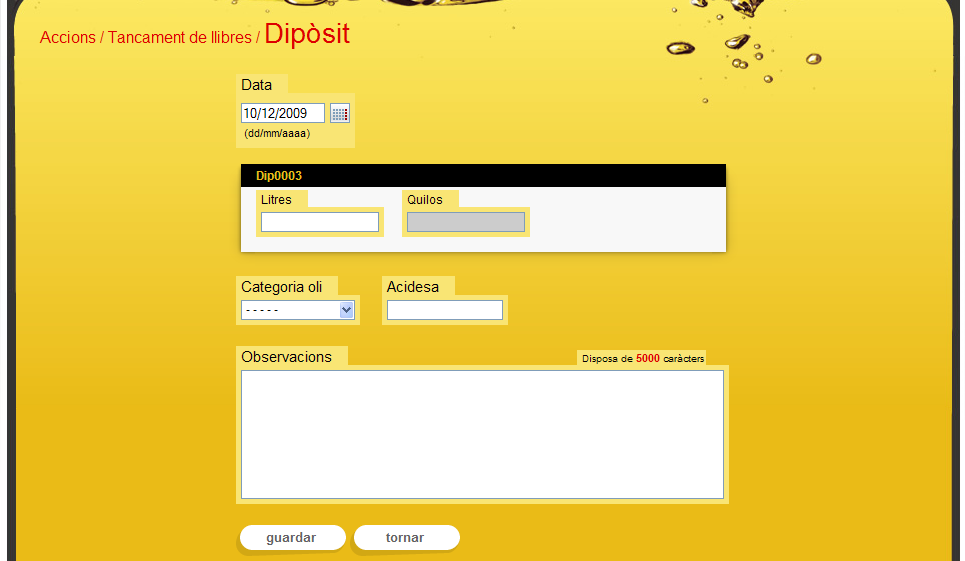 Accions / Tancament de llibres / Dipòsit
Data
10/12/2009
(dd/mm/aaaa)
Dip0003
Litres
Quilos
Categoria oli
Acidesa
- - - - -
Observacions
Disposa de 5000 caràcters
guardar
tornar